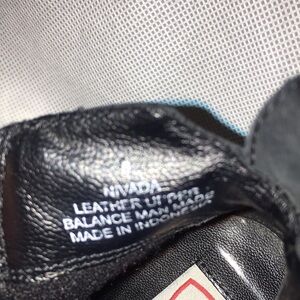 NIVADA
LEATHER UPPER
BALANCE MAN MADE
MADE IN INDONESIA